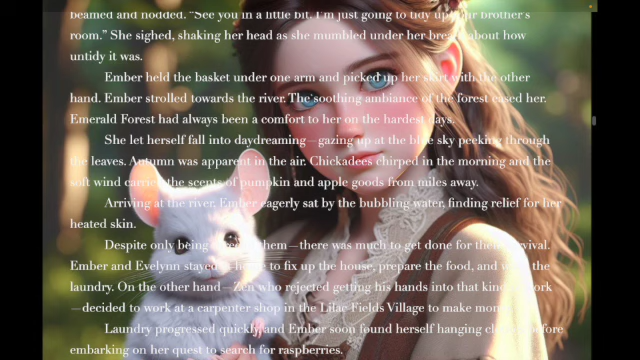 beamed and nodded. “See you in a little bit. I’m just going to tidy up your brother’s
room.” She sighed, shaking her head as she mumbled under her breath about how
untidy it was.
Ember held the basket under one arm and picked up her skirt with the other
hand. Ember strolled towards the river. The soothing ambiance of the forest eased her.
Emerald Forest had always been a comfort to her on the hardest days.
She let herself fall into daydreaming—gazing up at the blue sky peeking through
the leaves. Autumn was apparent in the air. Chickadees chirped in the morning and the
soft wind carried the scents of pumpkin and apple goods from miles away.
Arriving at the river, Ember eagerly sat by the bubbling water, finding relief for her
heated skin.
Despite only being three of them—there was much to get done for their survival.
Ember and Evelynn stayed home to fix up the house, prepare the food, and the
laundry. On the other hand—Zen who rejected getting his hands into that kind work
—decided to work at a carpenter shop in the Lilac Fields Village to make
Laundry progressed quickly, and Ember soon found herself hanging before
embarking on her quest to search for raspberries.